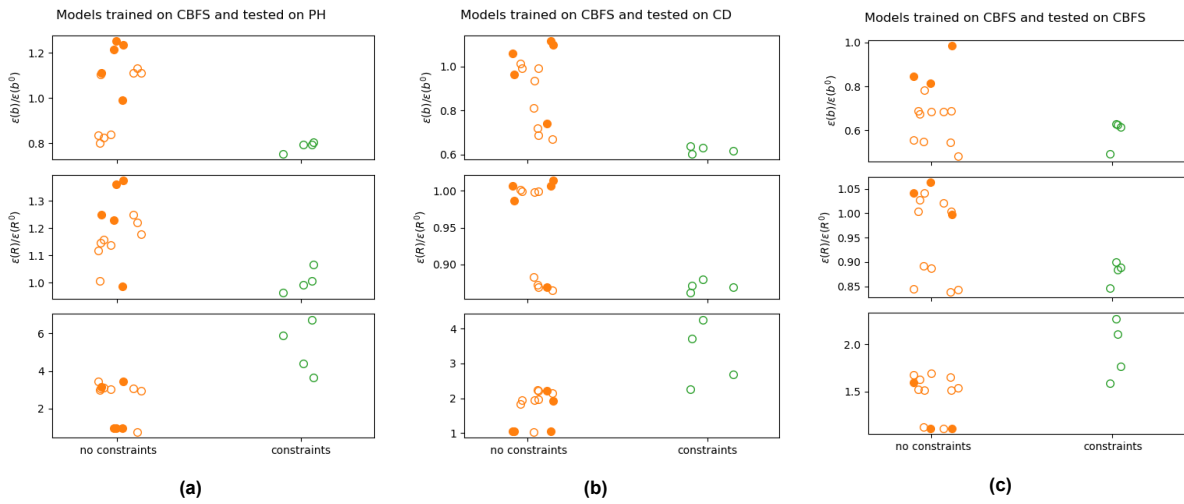 Models trained on CBFS and tested on PH
ε(b)/ε(b⁰)
1.2
1.0
0.8
ε(R)/ε(R⁰)
1.3
1.2
1.1
1.0
6
4
2
no constraints
constraints
(a)
Models trained on CBFS and tested on CD
ε(b)/ε(b⁰)
1.0
0.8
0.6
ε(R)/ε(R⁰)
1.00
0.95
0.90
4
3
2
1
no constraints
constraints
(b)
Models trained on CBFS and tested on CBFS
ε(b)/ε(b⁰)
1.0
0.8
0.6
ε(R)/ε(R⁰)
1.05
1.00
0.95
0.90
0.85
2.0
1.5
no constraints
constraints
(c)